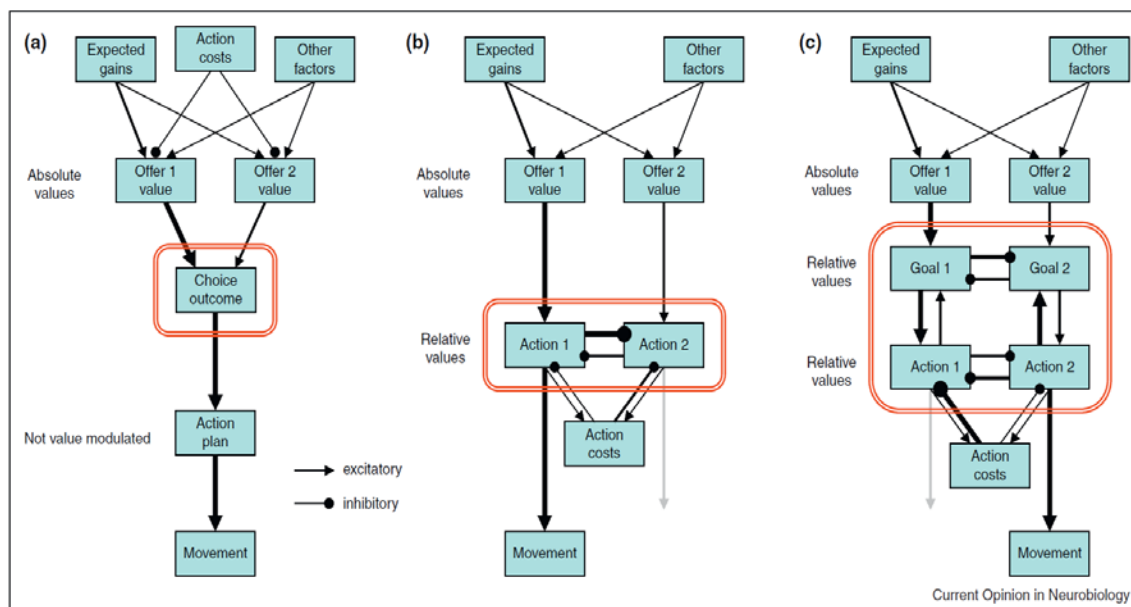 (a)
Expected
gains
Action
costs
Other
factors
Absolute
values
Offer 1
value
Offer 2
value
Choice
outcome
Not value modulated
Action
plan
excitatory
inhibitory
Movement
(b)
Expected
gains
Other
factors
Absolute
values
Offer 1
value
Offer 2
value
Relative
values
Action 1
Action 2
Action
costs
Movement
(c)
Expected
gains
Other
factors
Absolute
values
Offer 1
value
Offer 2
value
Relative
values
Goal 1
Goal 2
Relative
values
Action 1
Action 2
Action
costs
Movement
Current Opinion in Neurobiology